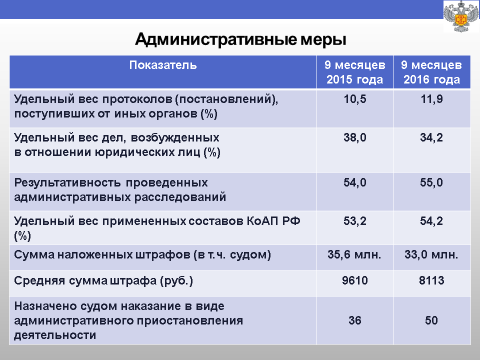 Административные меры
Показатель
9 месяцев
2015 года
9 месяцев
2016 года
Удельный вес протоколов (постановлений),
поступивших от иных органов (%)
10,5
11,9
Удельный вес дел, возбужденных
в отношении юридических лиц (%)
38,0
34,2
Результативность проведенных
административных расследований
54,0
55,0
Удельный вес примененных составов КоАП РФ
(%)
53,2
54,2
Сумма наложенных штрафов (в т.ч. судом)
35,6 млн.
33,0 млн.
Средняя сумма штрафа (руб.)
9610
8113
Назначено судом наказание в виде
административного приостановления
деятельности
36
50